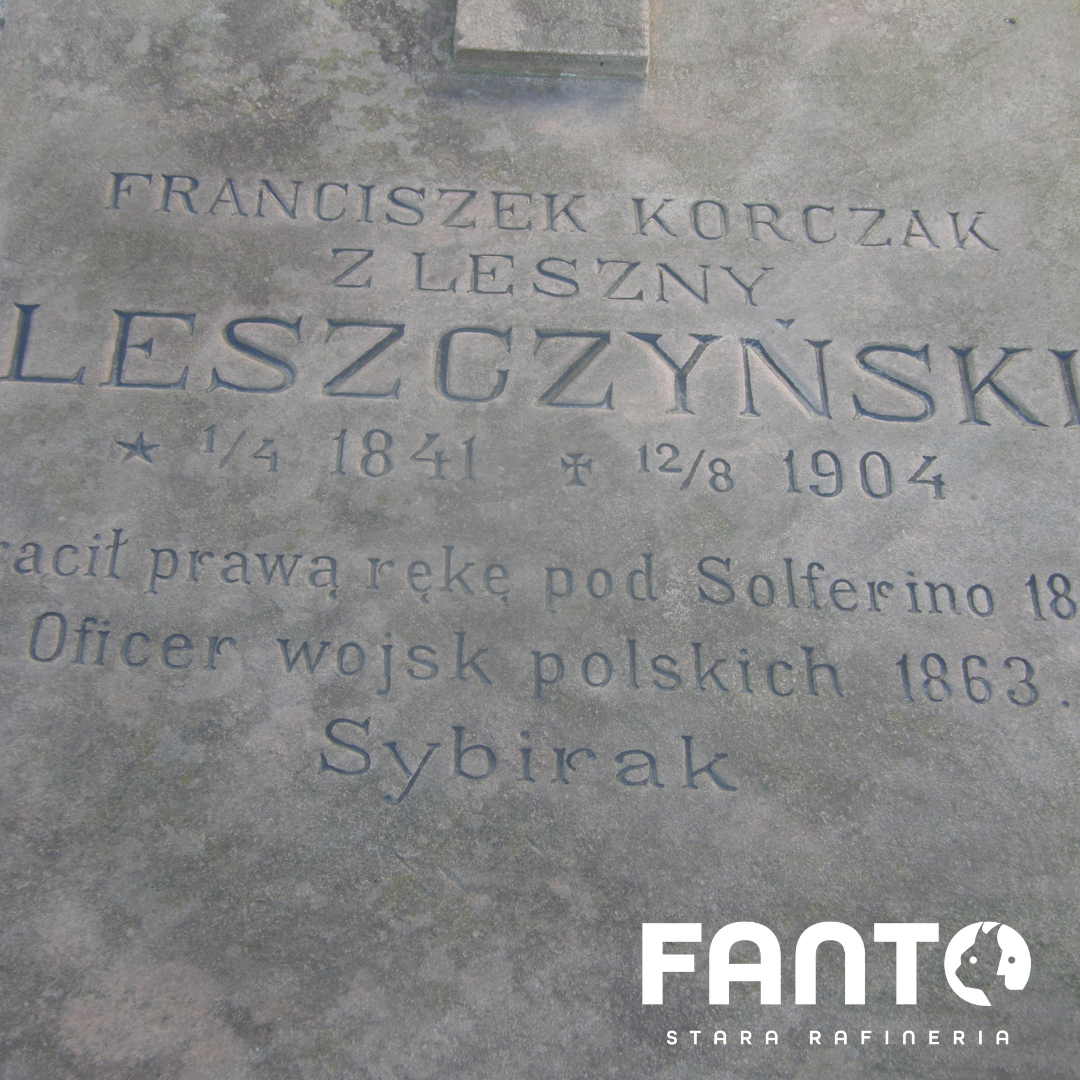 FRANCISZEK KORCZAK
Z LESZNY
LESZCZYŃSKI
★ 1/4 1841 ✠ 12/8 1904
racił prawą rękę pod Solferino 18
Oficer wojsk polskich 1863.
Sybirak
FANTO
STARA RAFINERIA